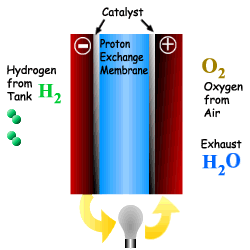 Catalyst
Proton
Exchange
Membrane
Hydrogen
from
Tank H₂
O₂
Oxygen
from
Air
Exhaust
H₂O